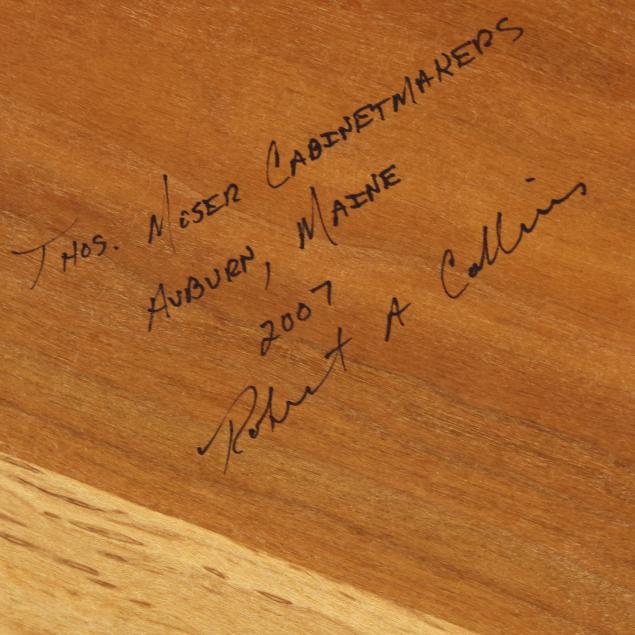 Thos. Moser Cabinetmakers
Auburn, Maine
2007
Robert A Collins